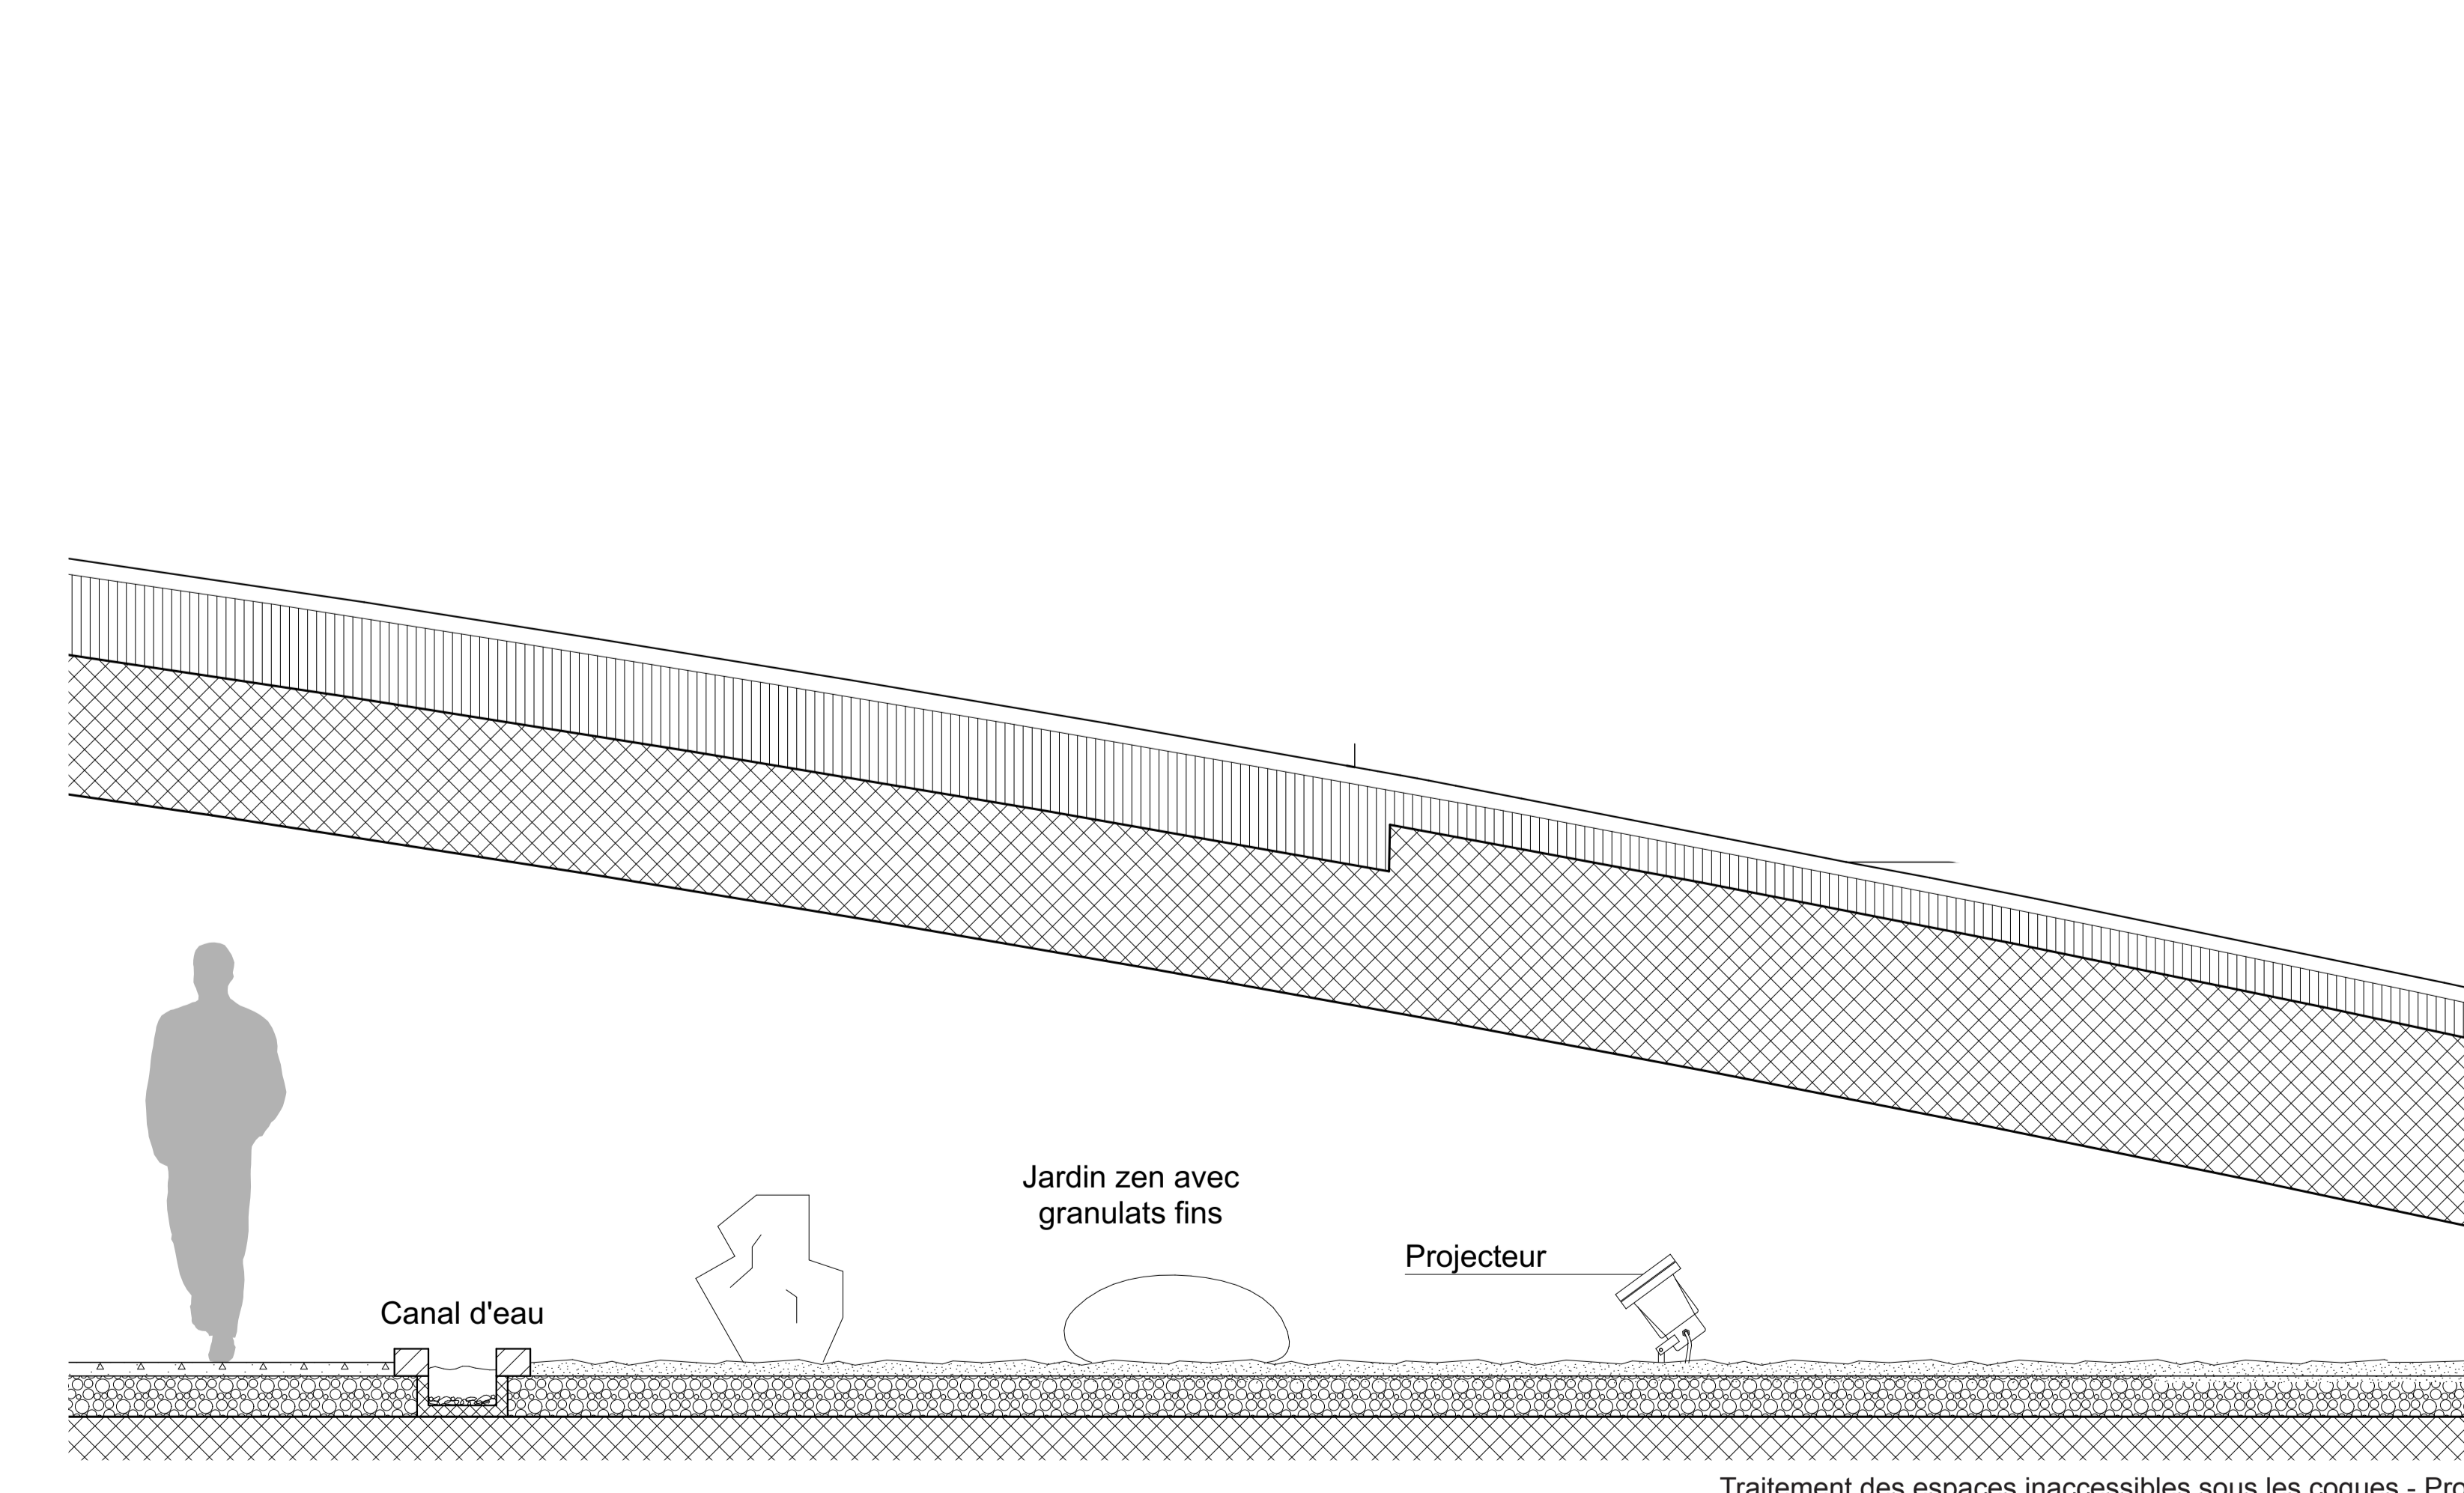 Jardin zen avec
granulats fins
Projecteur
Canal d'eau
Traitement des espaces inaccessibles sous les coques -